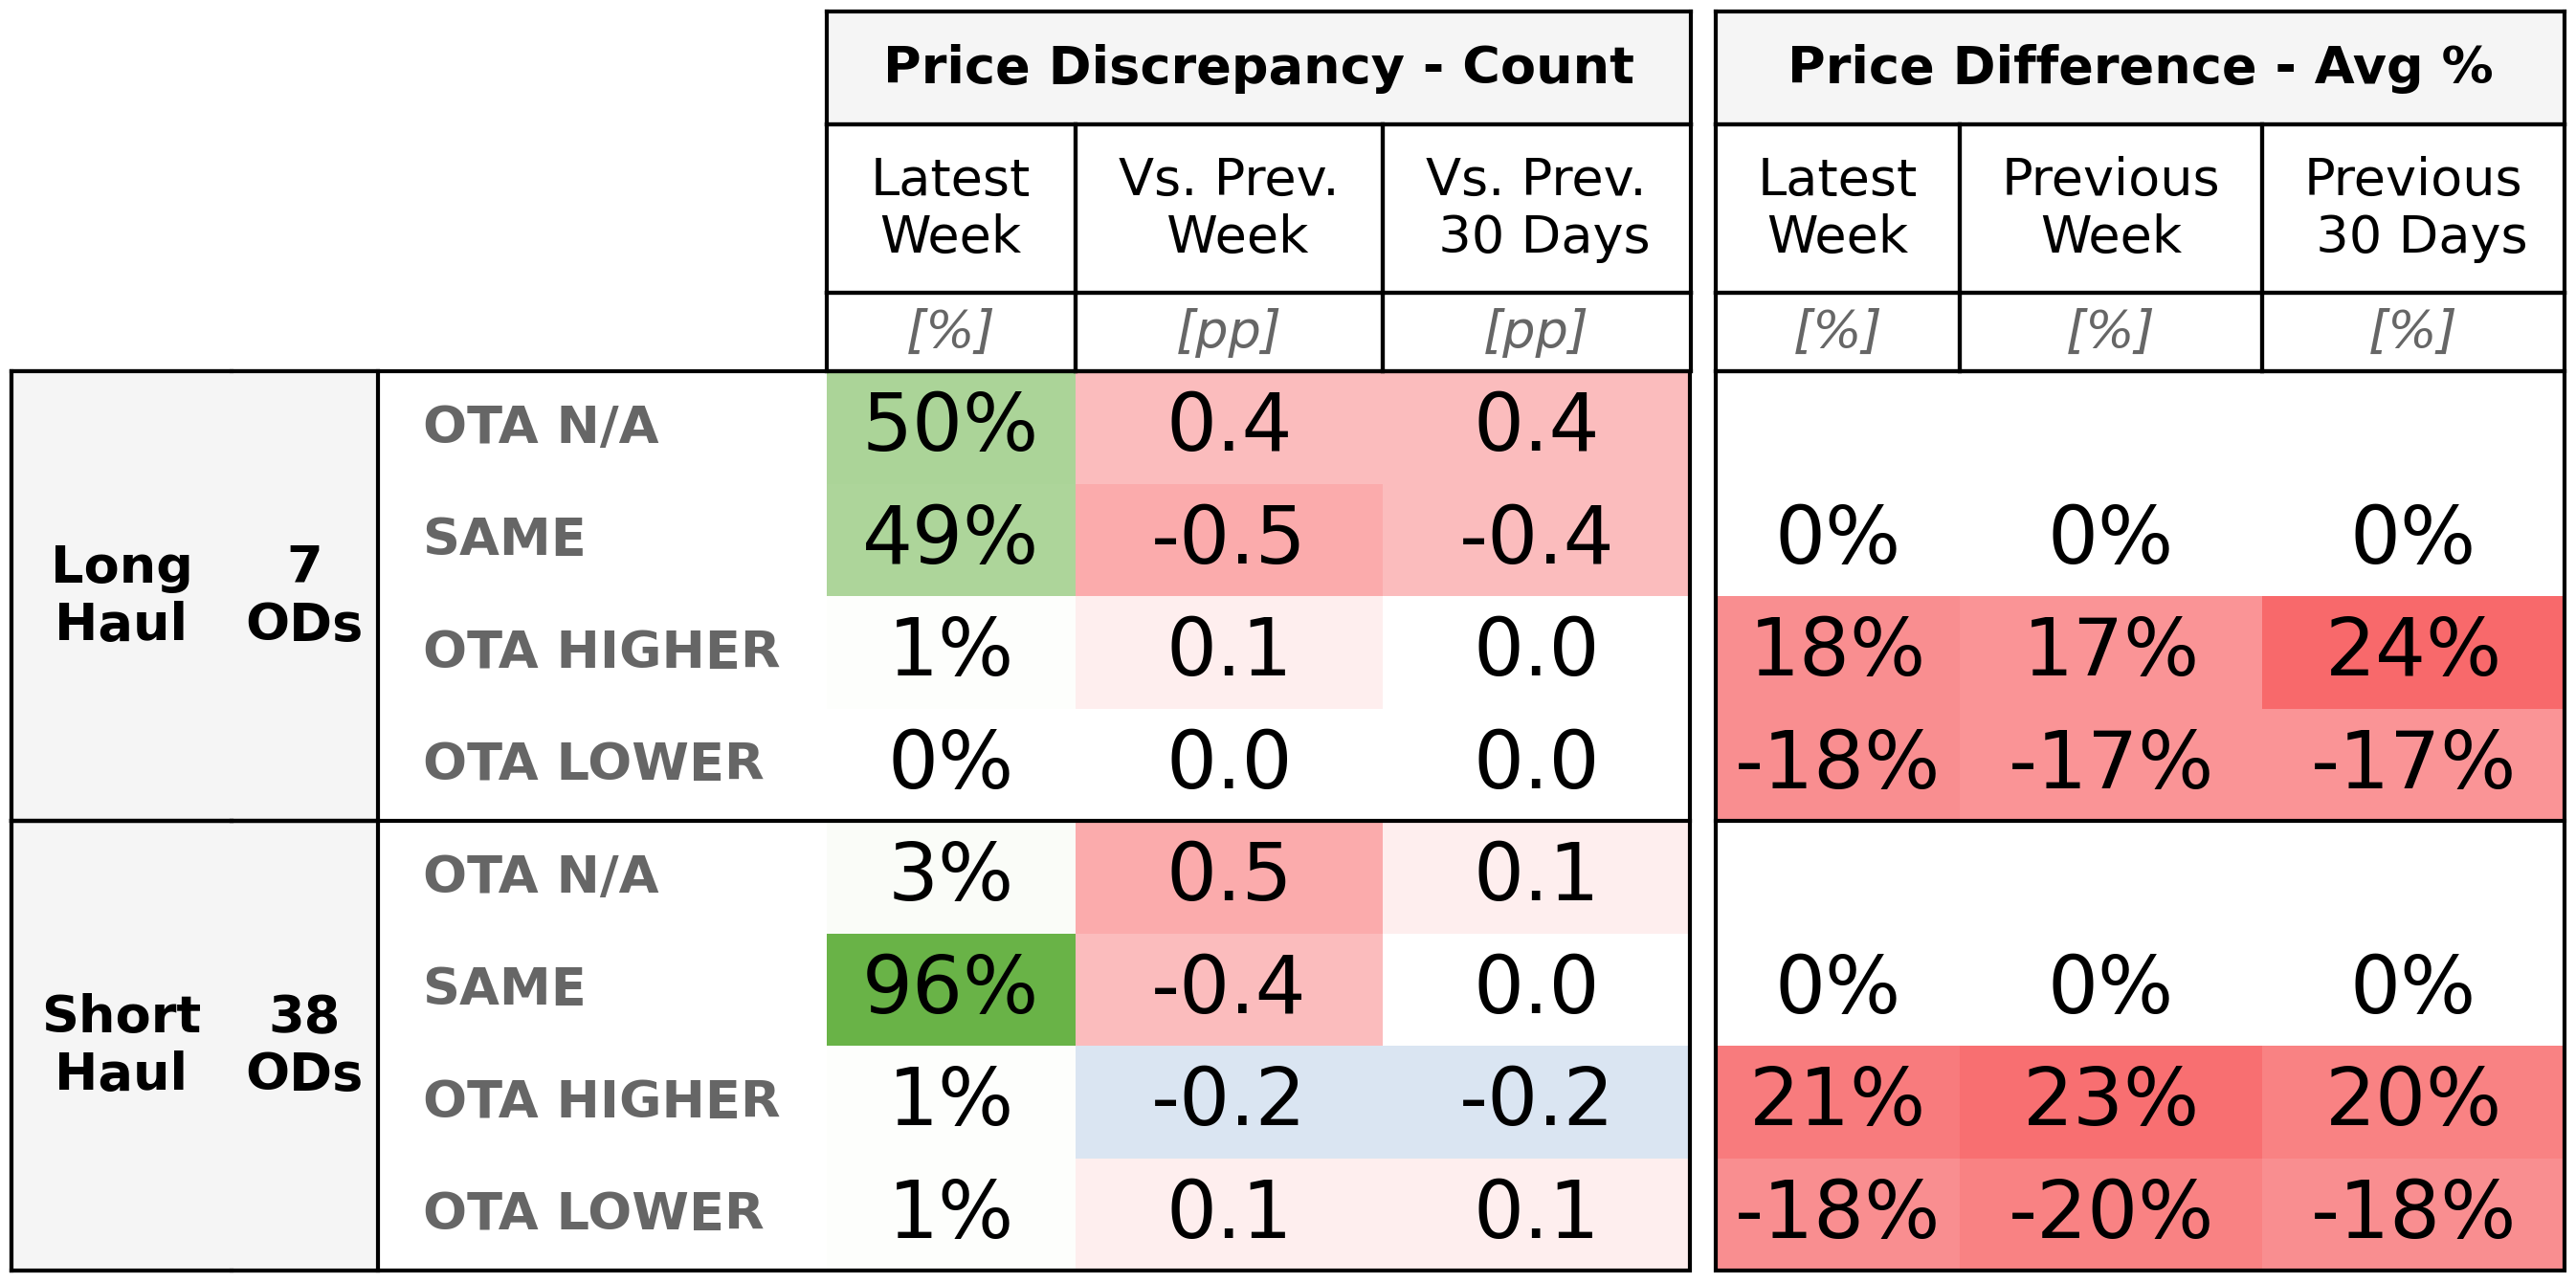 Price Discrepancy - Count Price Difference - Avg %
Latest Week Vs. Prev. Week Vs. Prev. 30 Days Latest Week Previous Week Previous 30 Days
[%] [pp] [pp] [%] [%] [%]
Long Haul 7 ODs
OTA N/A 50% 0.4 0.4
SAME 49% -0.5 -0.4 0% 0% 0%
OTA HIGHER 1% 0.1 0.0 18% 17% 24%
OTA LOWER 0% 0.0 0.0 -18% -17% -17%
Short Haul 38 ODs
OTA N/A 3% 0.5 0.1
SAME 96% -0.4 0.0 0% 0% 0%
OTA HIGHER 1% -0.2 -0.2 21% 23% 20%
OTA LOWER 1% 0.1 0.1 -18% -20% -18%